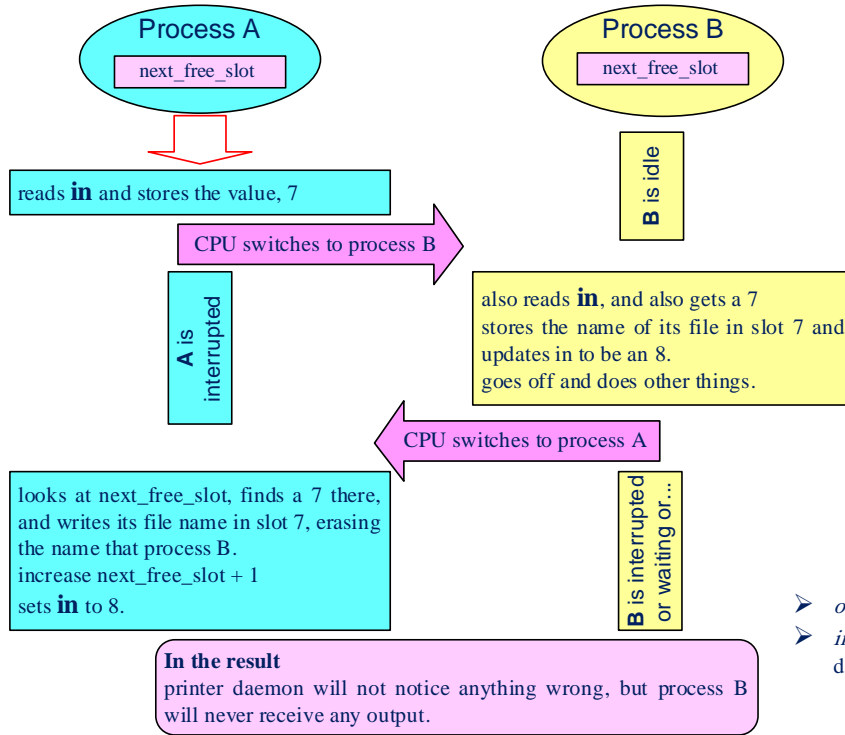 Process A
next_free_slot
Process B
next_free_slot
reads in and stores the value, 7
B is idle
CPU switches to process B
A is
interrupted
also reads in, and also gets a 7
stores the name of its file in slot 7 and
updates in to be an 8.
goes off and does other things.
CPU switches to process A
looks at next_free_slot, finds a 7 there,
and writes its file name in slot 7, erasing
the name that process B.
increase next_free_slot + 1
sets in to 8.
B is interrupted
or waiting or...
In the result
printer daemon will not notice anything wrong, but process B
will never receive any output.